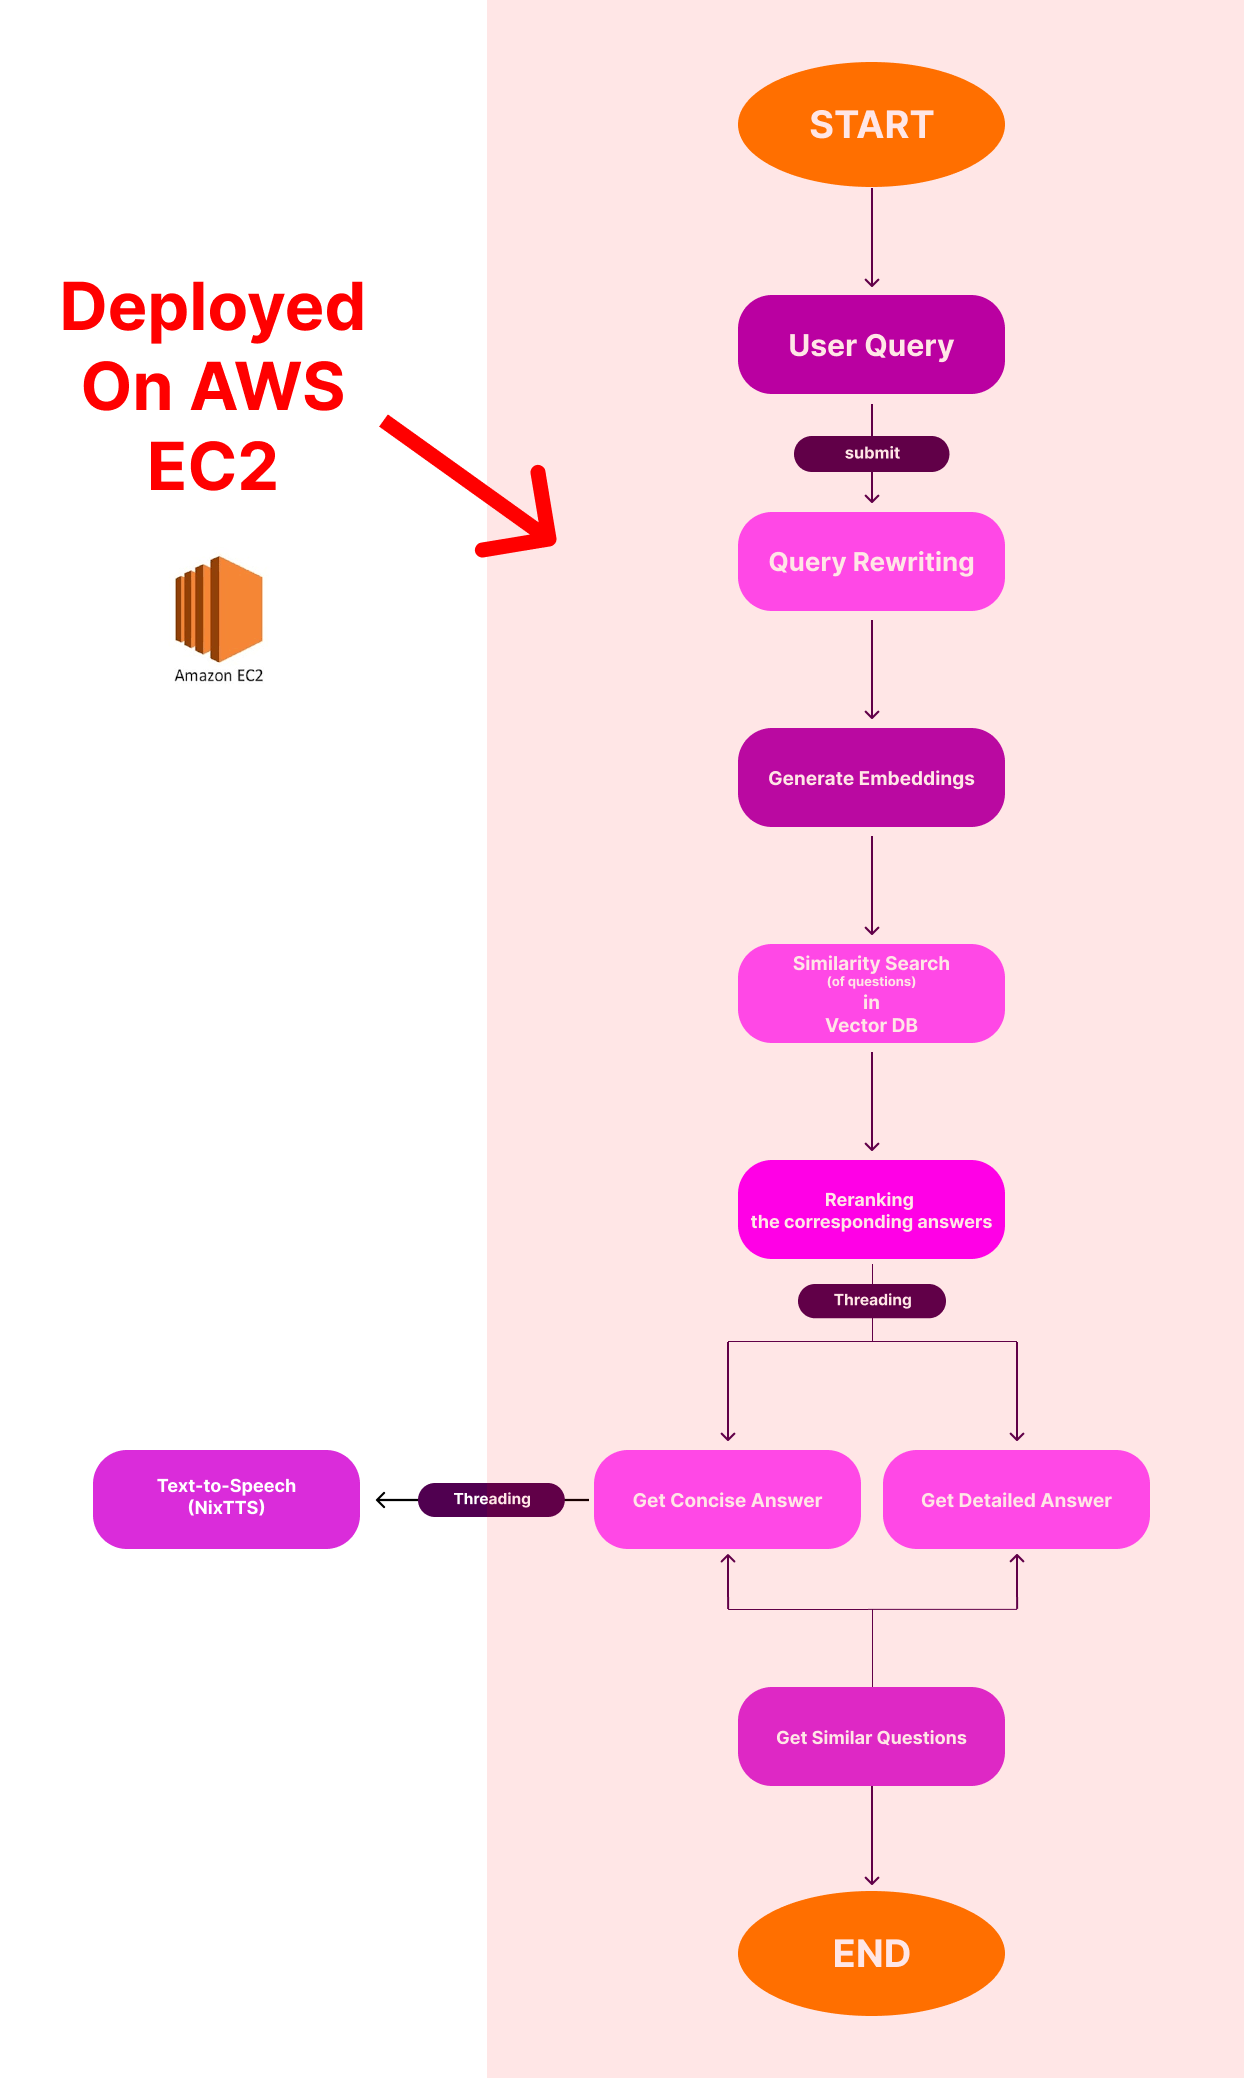 START
Deployed
On AWS
EC2
Amazon EC2
User Query
submit
Query Rewriting
Generate Embeddings
Similarity Search
(of questions)
in
Vector DB
Reranking
the corresponding answers
Threading
Text-to-Speech
(NixTTS)
Threading
Get Concise Answer
Get Detailed Answer
Get Similar Questions
END